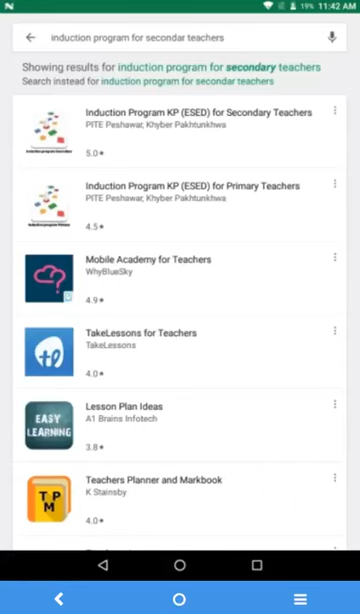 19% 11:42 AM
induction program for secondar teachers
Showing results for induction program for secondary teachers
Search instead for induction program for secondar teachers
Induction Program KP (ESED) for Secondary Teachers
PITE Peshawar, Khyber Pakhtunkhwa
5.0★
Induction Program KP (ESED) for Primary Teachers
PITE Peshawar, Khyber Pakhtunkhwa
4.5★
Mobile Academy for Teachers
WhyBlueSky
4.9★
TakeLessons for Teachers
TakeLessons
4.0★
EASY
LEARNING
Lesson Plan Ideas
A1 Brains Infotech
3.8★
T P
M
Teachers Planner and Markbook
K Stainsby
4.0★